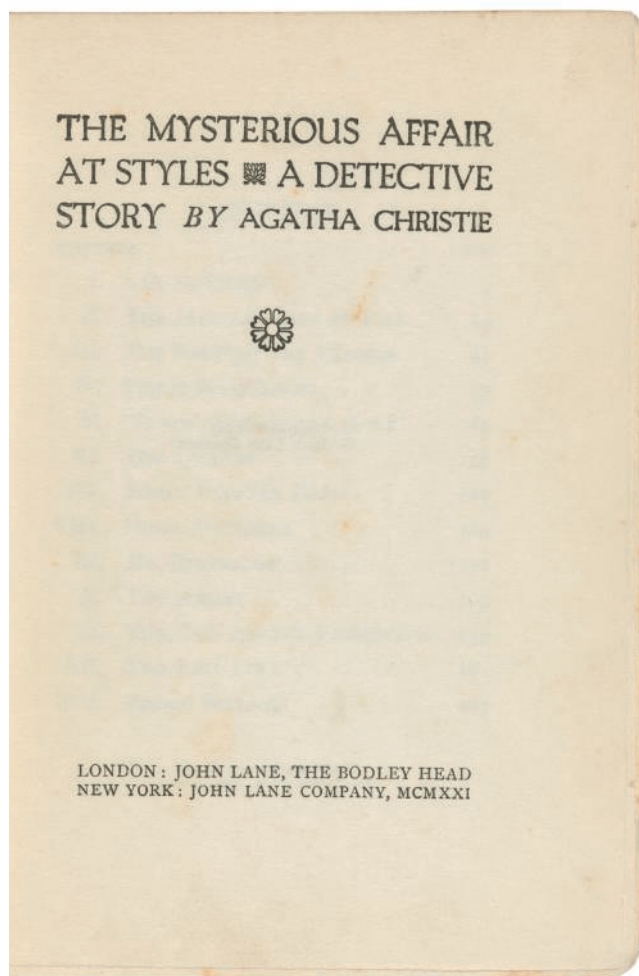 THE MYSTERIOUS AFFAIR
AT STYLES A DETECTIVE
STORY BY AGATHA CHRISTIE
LONDON: JOHN LANE, THE BODLEY HEAD
NEW YORK: JOHN LANE COMPANY, MCMXXI